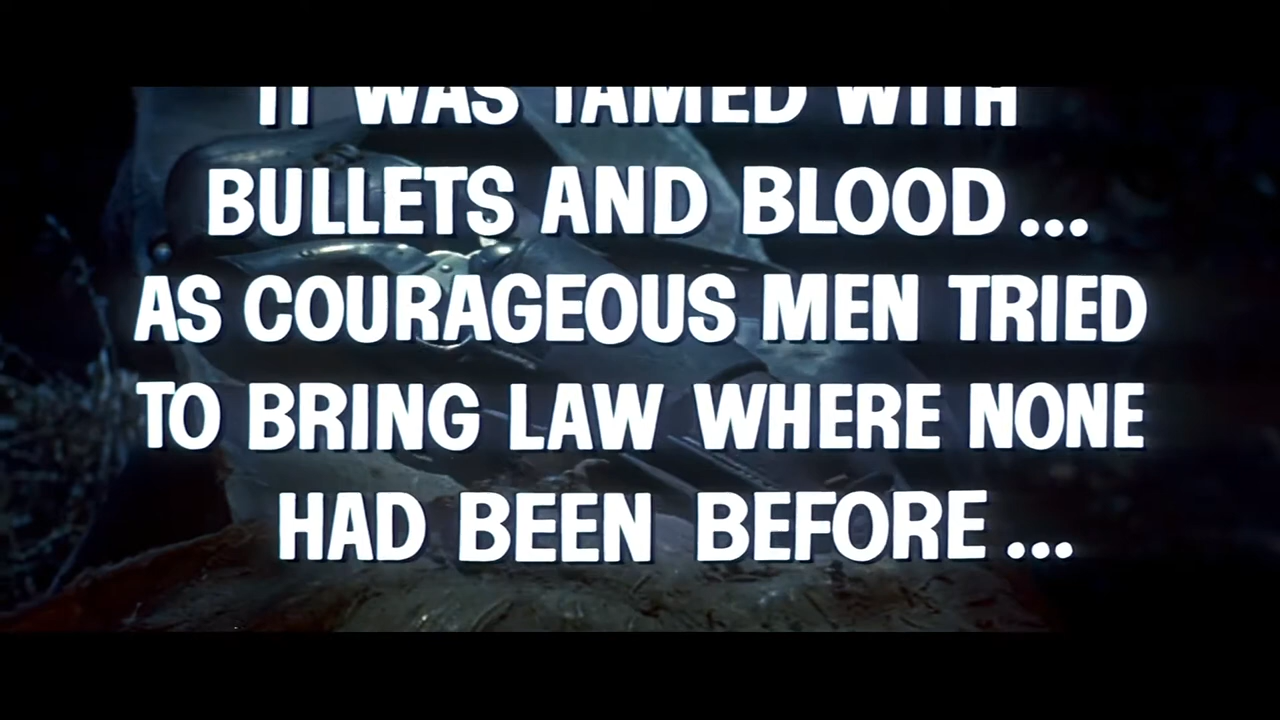 IT WAS TAMED WITH
BULLETS AND BLOOD...
AS COURAGEOUS MEN TRIED
TO BRING LAW WHERE NONE
HAD BEEN BEFORE...